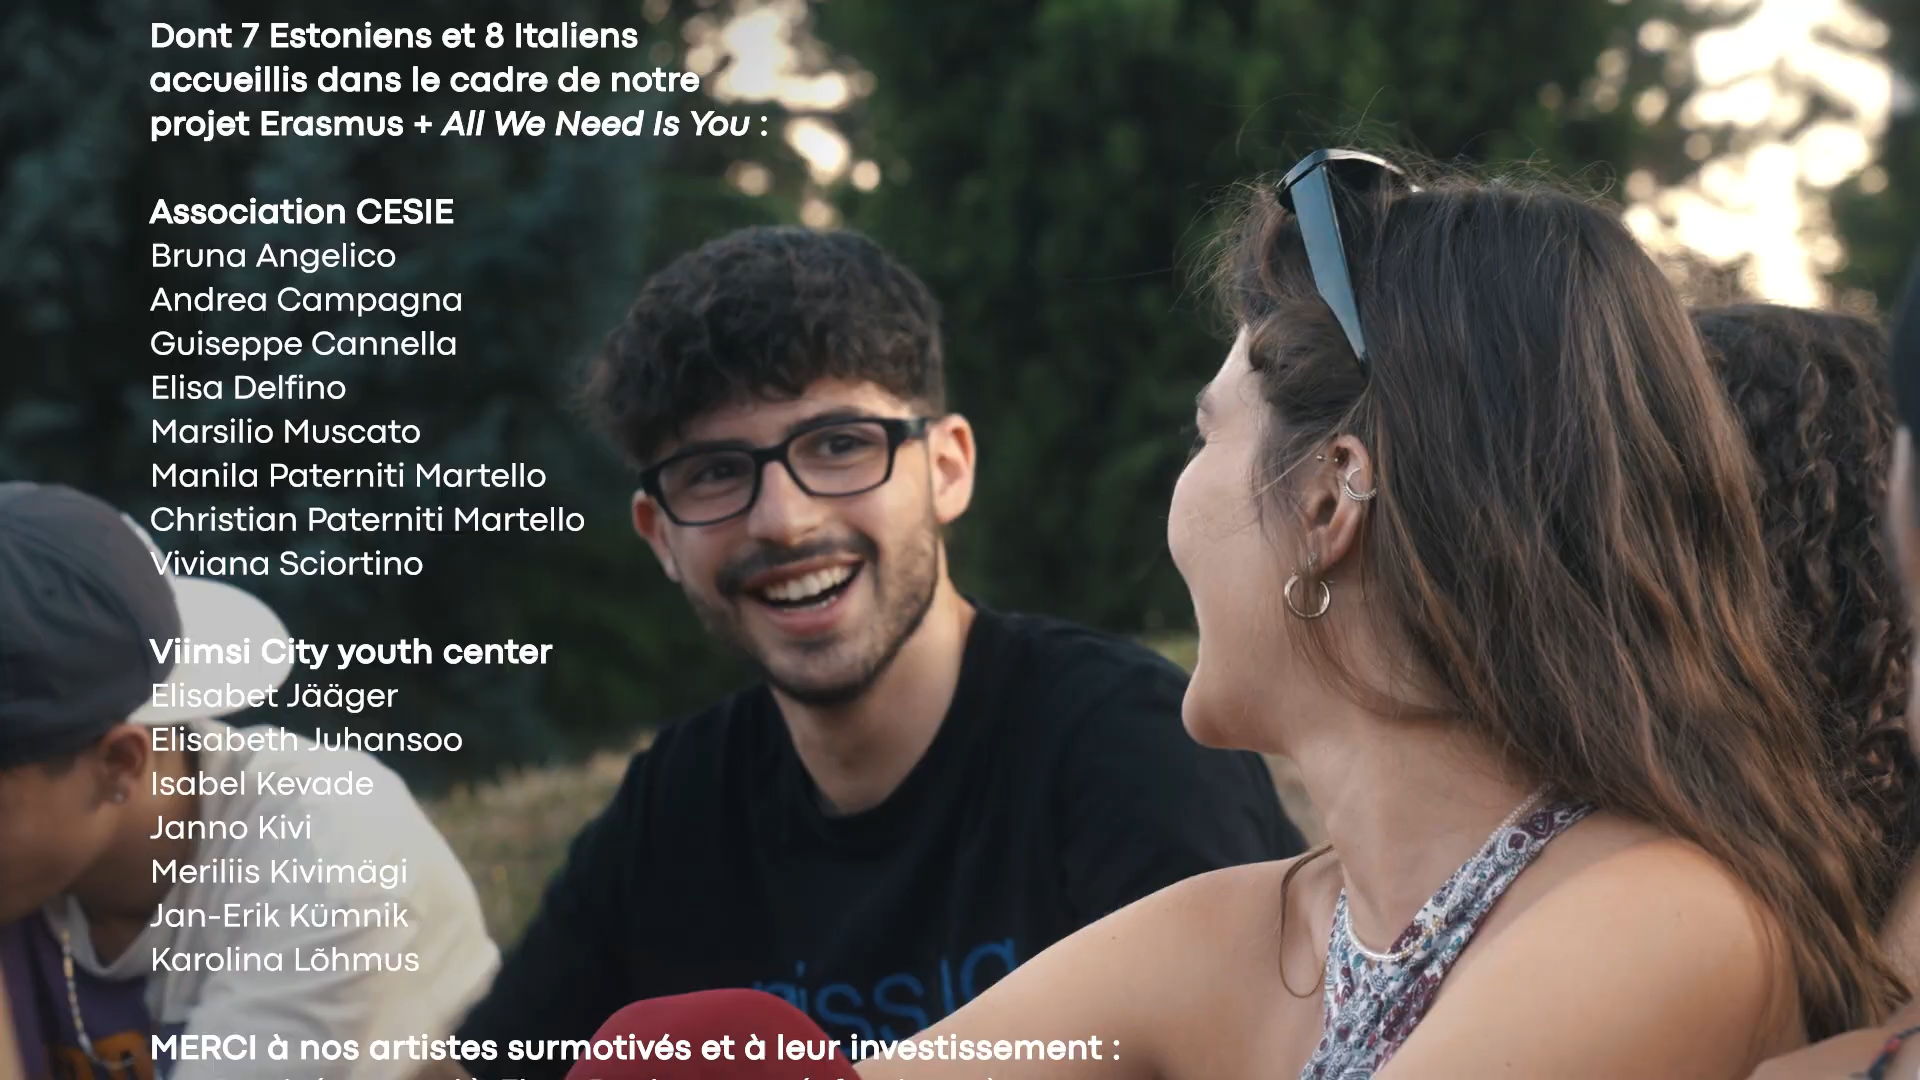 Dont 7 Estoniens et 8 Italiens
accueillis dans le cadre de notre
projet Erasmus + All We Need Is You :
Association CESIE
Bruna Angelico
Andrea Campagna
Guiseppe Cannella
Elisa Delfino
Marsilio Muscato
Manila Paterniti Martello
Christian Paterniti Martello
Viviana Sciortino
Viimsi City youth center
Elisabet Jääger
Elisabeth Juhansoo
Isabel Kevade
Janno Kivi
Meriliis Kivimägi
Jan-Erik Kümnik
Karolina Lõhmus
MERCI à nos artistes surmotivés et à leur investissement :